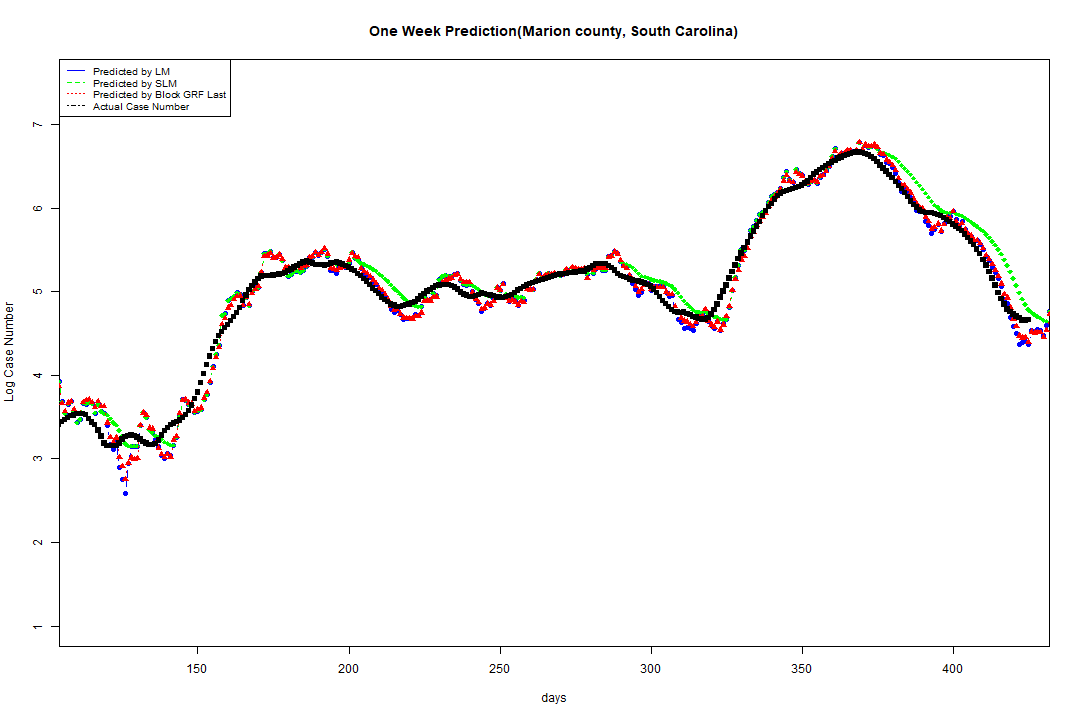 One Week Prediction(Marion county, South Carolina)
Predicted by LM
Predicted by SLM
Predicted by Block GRF Last
Actual Case Number
7
6
5
4
3
2
1
Log Case Number
150
200
250
300
350
400
days